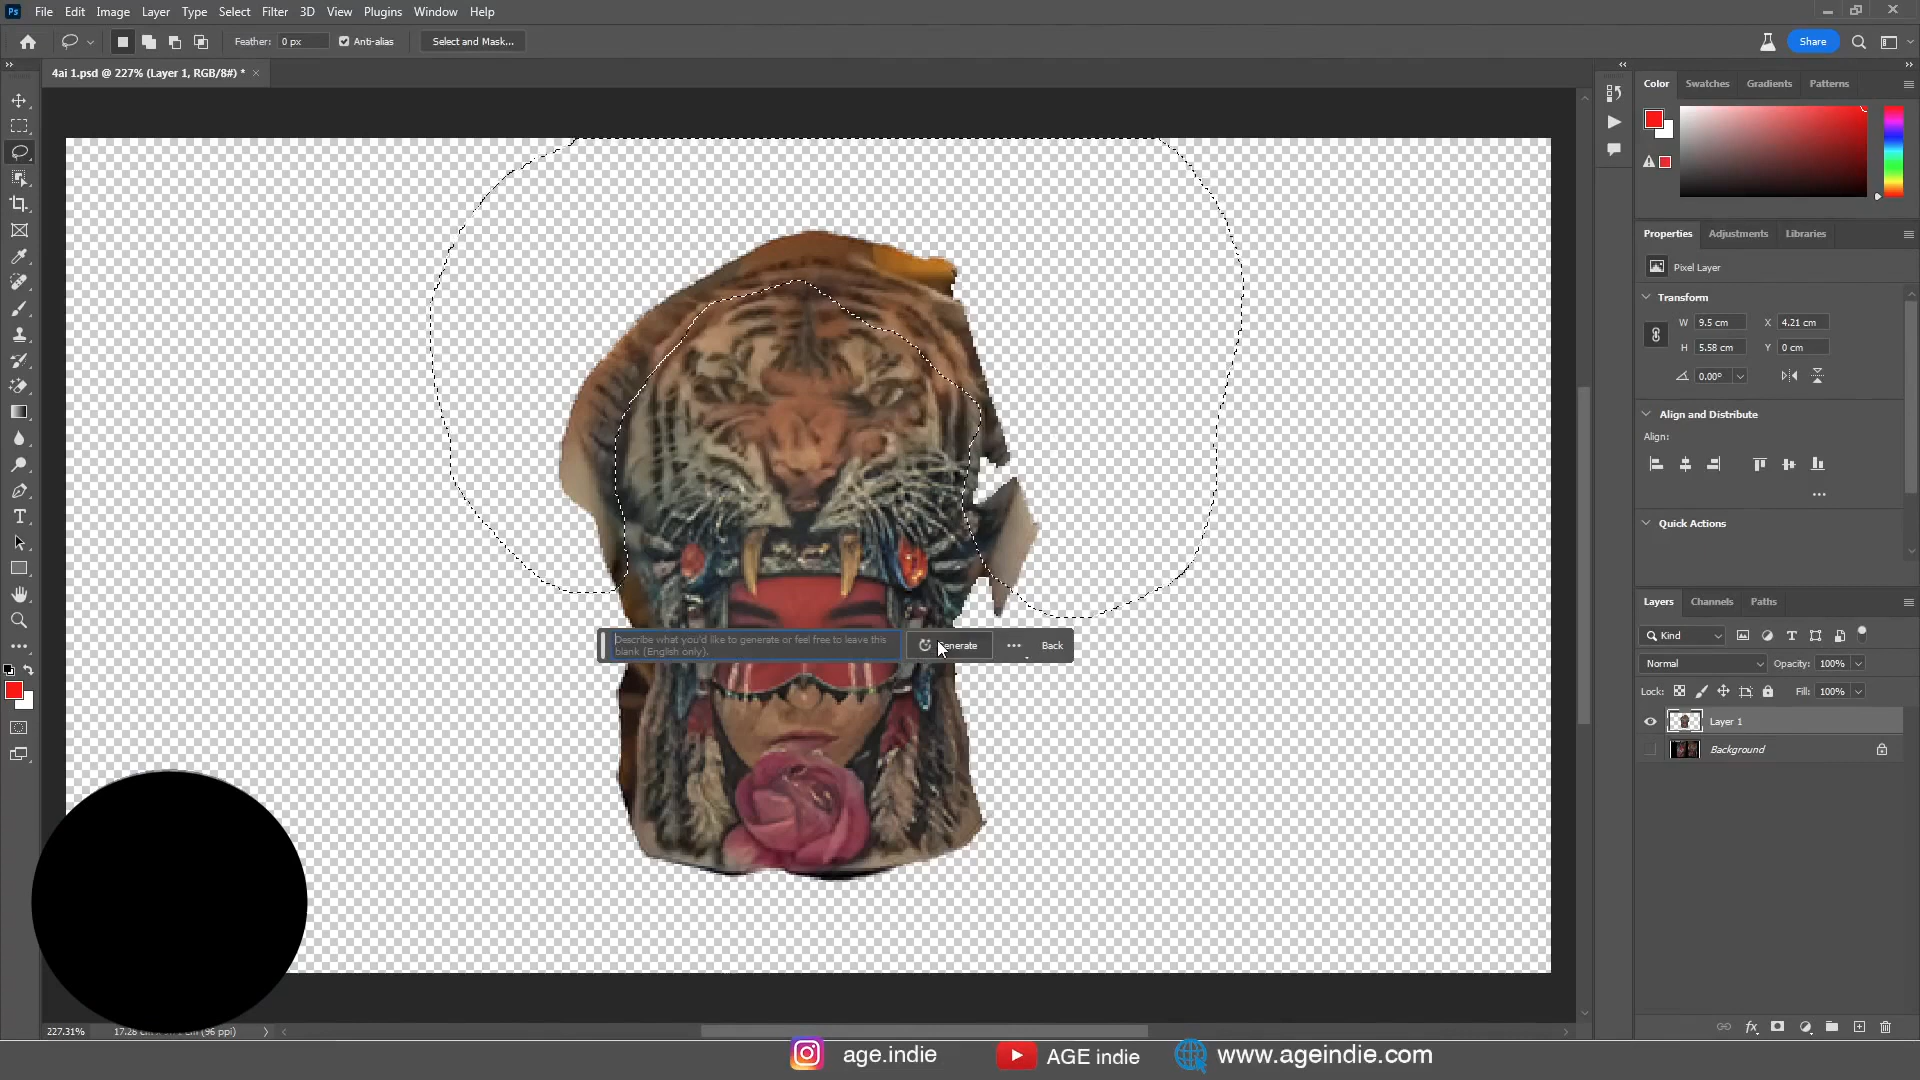 Ps File Edit Image Layer Type Select Filter 3D View Plugins Window Help
Feather: 0 px Anti-alias Select and Mask... Share
4ai 1.psd @ 227% (Layer 1, RGB/8#) *
Color Swatches Gradients Patterns
Properties Adjustments Libraries
Pixel Layer
Transform
W 9.5 cm X 4.21 cm
H 5.58 cm Y 0 cm
0.00°
Align and Distribute
Align:
Quick Actions
Describe what you'd like to generate or feel free to leave this
blank (English only).
Generate
Back
Layers Channels Paths
Kind
Normal Opacity: 100%
Lock: Fill: 100%
Layer 1
Background
227.31%
(96 ppi)
age.indie AGE indie www.ageindie.com